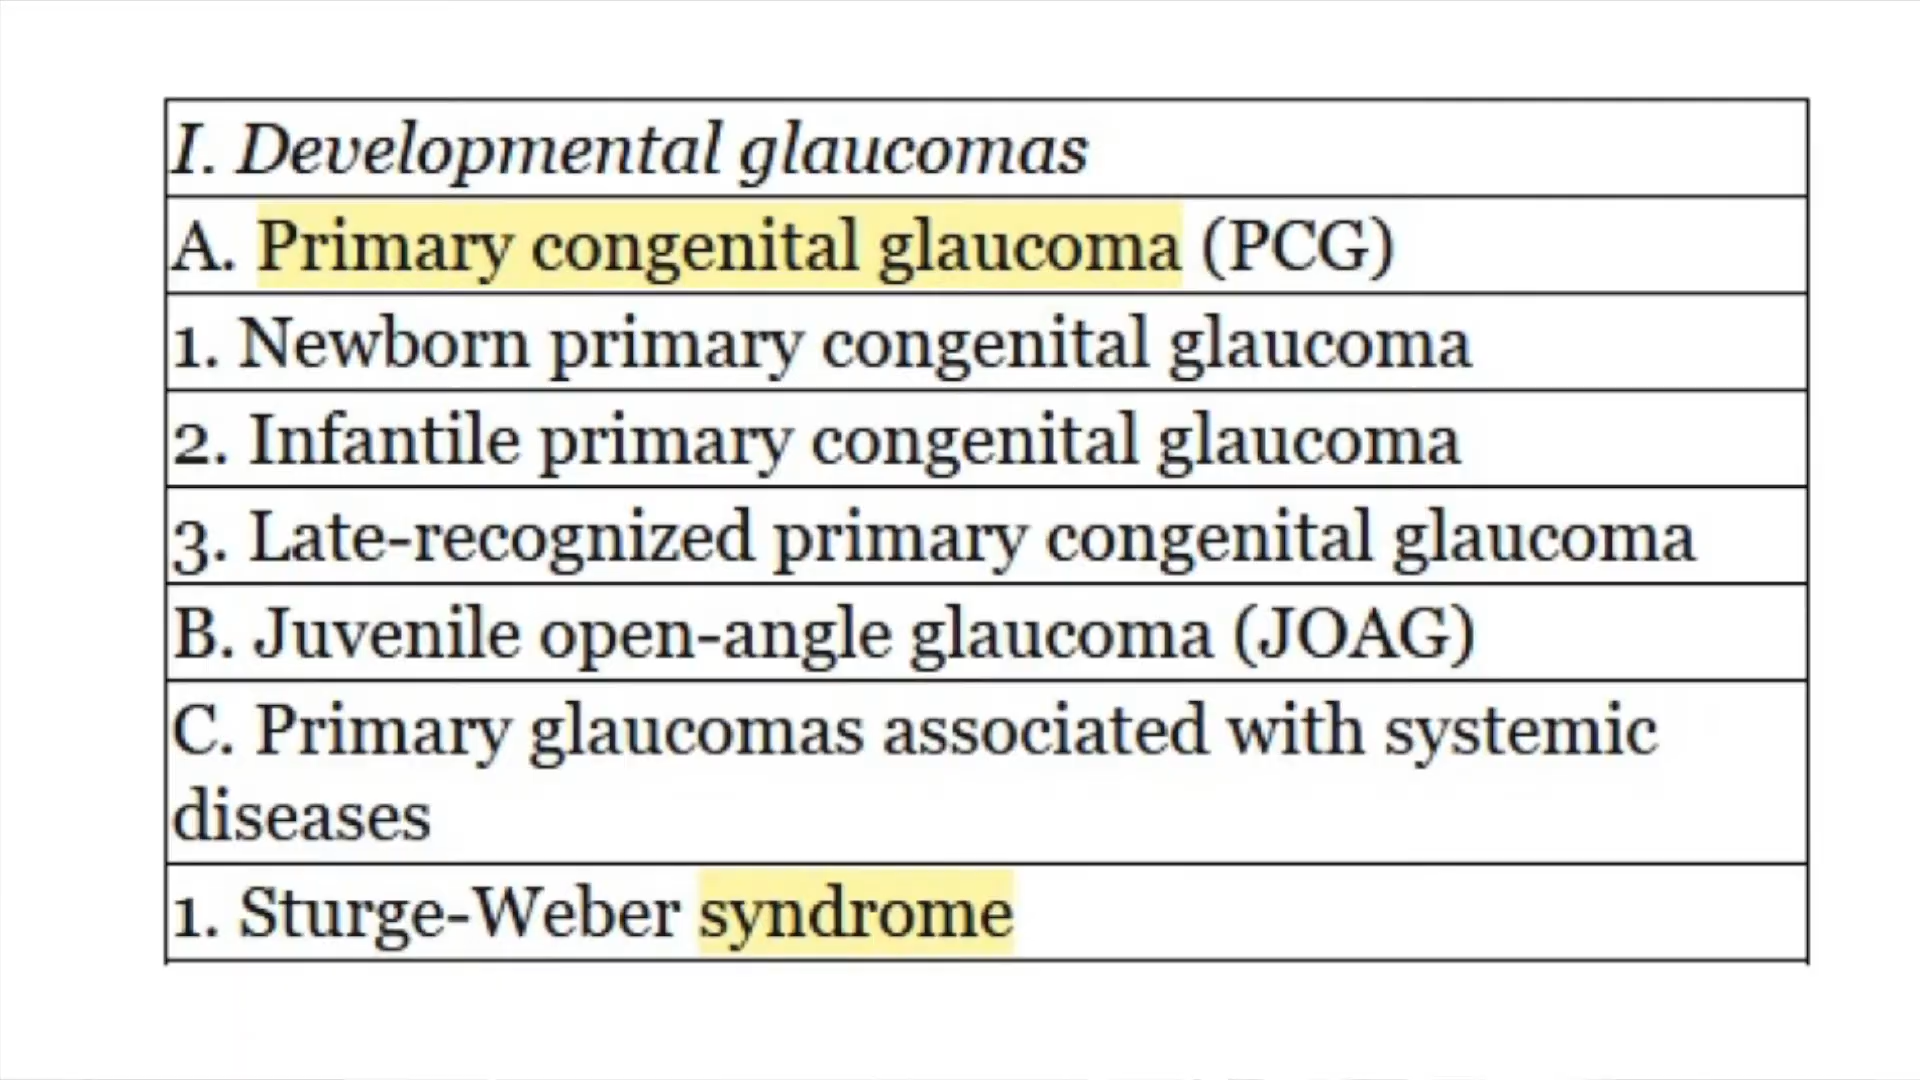 I. Developmental glaucomas
A. Primary congenital glaucoma (PCG)
1. Newborn primary congenital glaucoma
2. Infantile primary congenital glaucoma
3. Late-recognized primary congenital glaucoma
B. Juvenile open-angle glaucoma (JOAG)
C. Primary glaucomas associated with systemic
diseases
1. Sturge-Weber syndrome